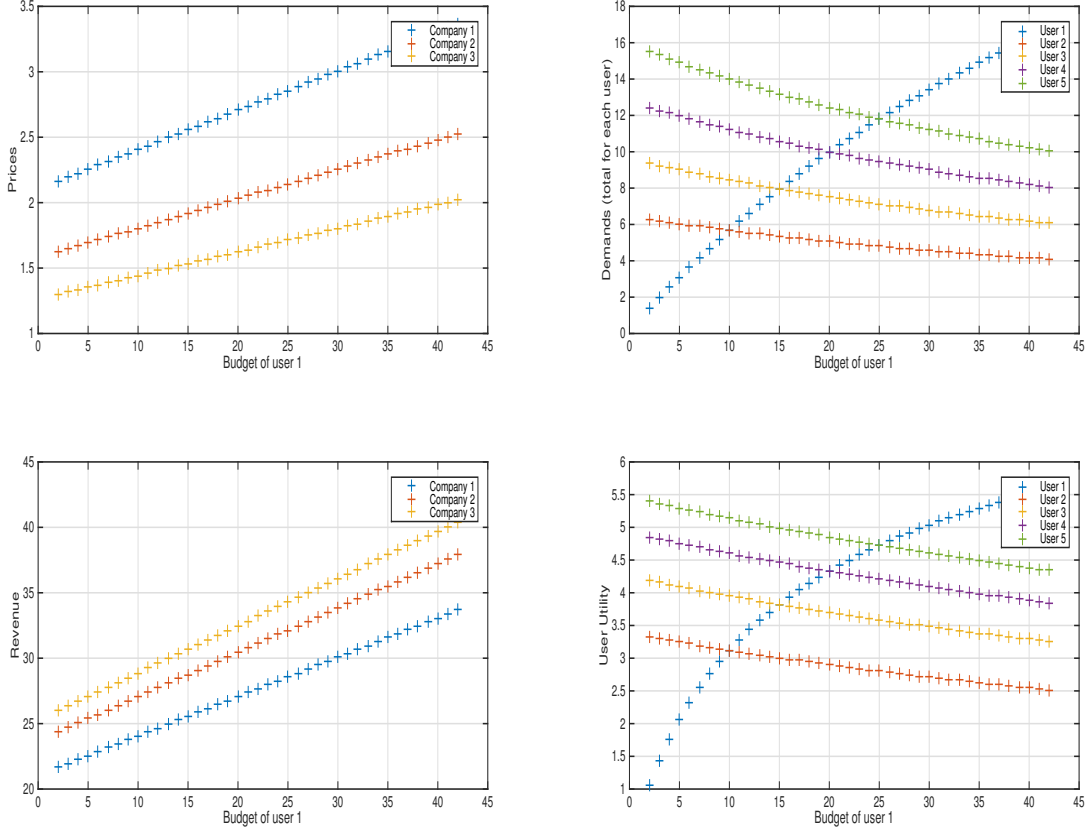 3.5
3
2.5
2
1.5
1
Prices
0 5 10 15 20 25 30 35 40 45
Budget of user 1
Company 1
Company 2
Company 3
18
16
14
12
10
8
6
4
2
0
Demands (total for each user)
0 5 10 15 20 25 30 35 40 45
Budget of user 1
User 1
User 2
User 3
User 4
User 5
45
40
35
30
25
20
Revenue
0 5 10 15 20 25 30 35 40 45
Budget of user 1
Company 1
Company 2
Company 3
6
5.5
5
4.5
4
3.5
3
2.5
2
1.5
1
User Utility
0 5 10 15 20 25 30 35 40 45
Budget of user 1
User 1
User 2
User 3
User 4
User 5